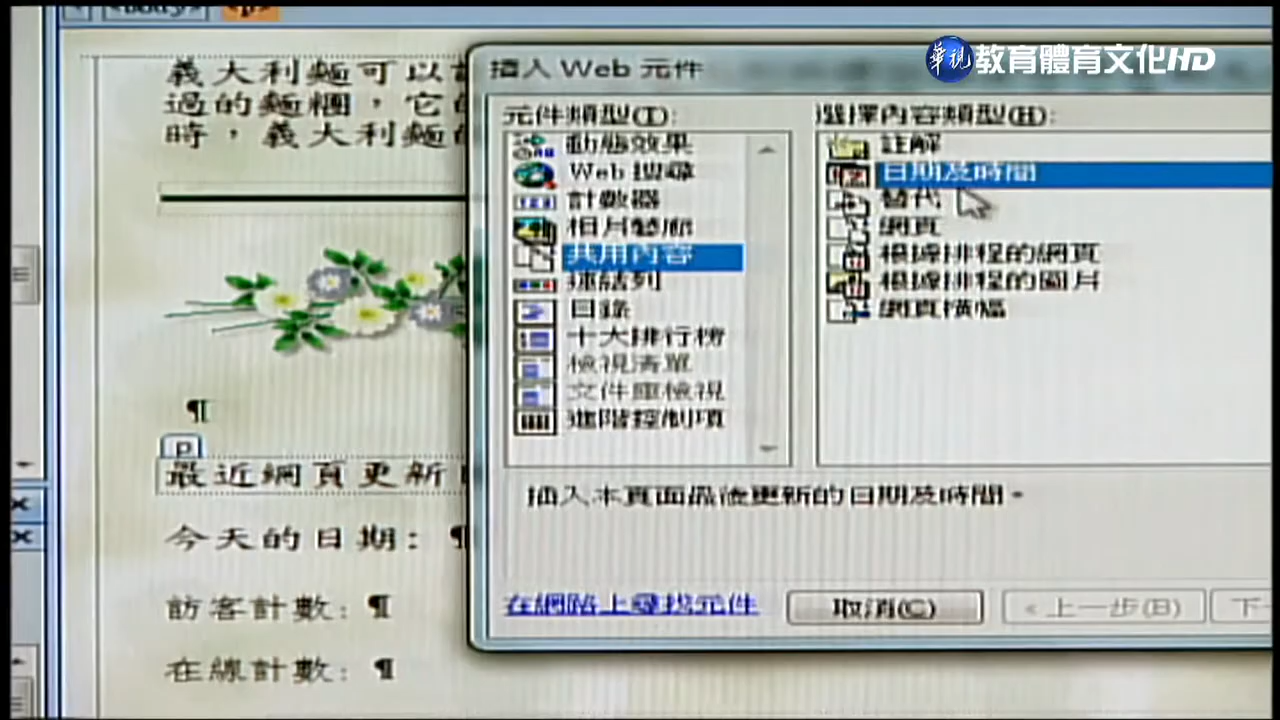 <body> <p>
華視 教育體育文化HD
義大利麵可以
過的麵糰，它
時，義大利麵的
最近網頁更新
今天的日期：
訪客計數：
在線計數：
插入 Web 元件
元件類型(T):
動態效果
Web 搜尋
計數器
相片藝廊
共用內容
連結列
目錄
十大排行榜
檢視清單
文件庫檢視
進階控制項
選擇內容類型(H):
註解
日期及時間
替代
網頁
根據排程的網頁
根據排程的圖片
網頁橫幅
插入本頁面最後更新的日期及時間。
在網路上尋找元件
取消(C)
< 上一步(B)
下一